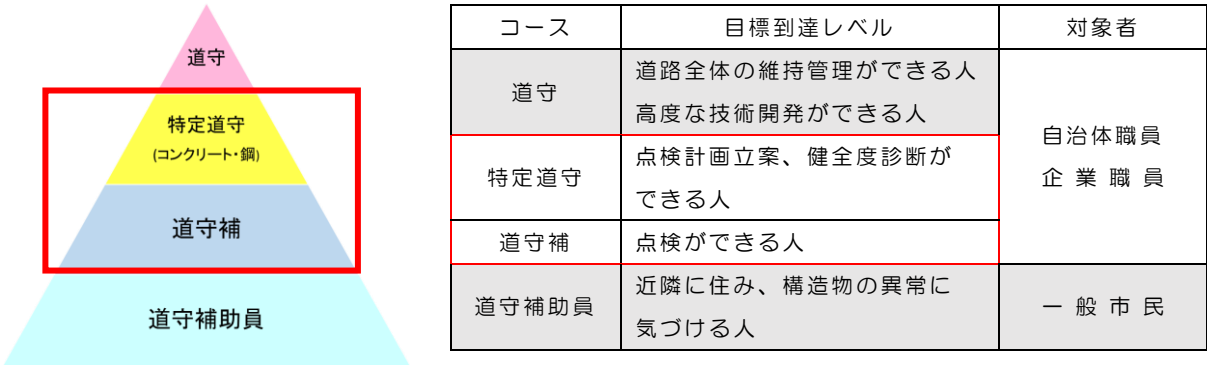 道守
特定道守
(コンクリート・鋼)
道守補
道守補助員
コース 目標到達レベル 対象者
道守 道路全体の維持管理ができる人
高度な技術開発ができる人
自治体職員
企業職員
特定道守 点検計画立案、健全度診断が
できる人
道守補 点検ができる人
道守補助員 近隣に住み、構造物の異常に
気づける人
一般市民